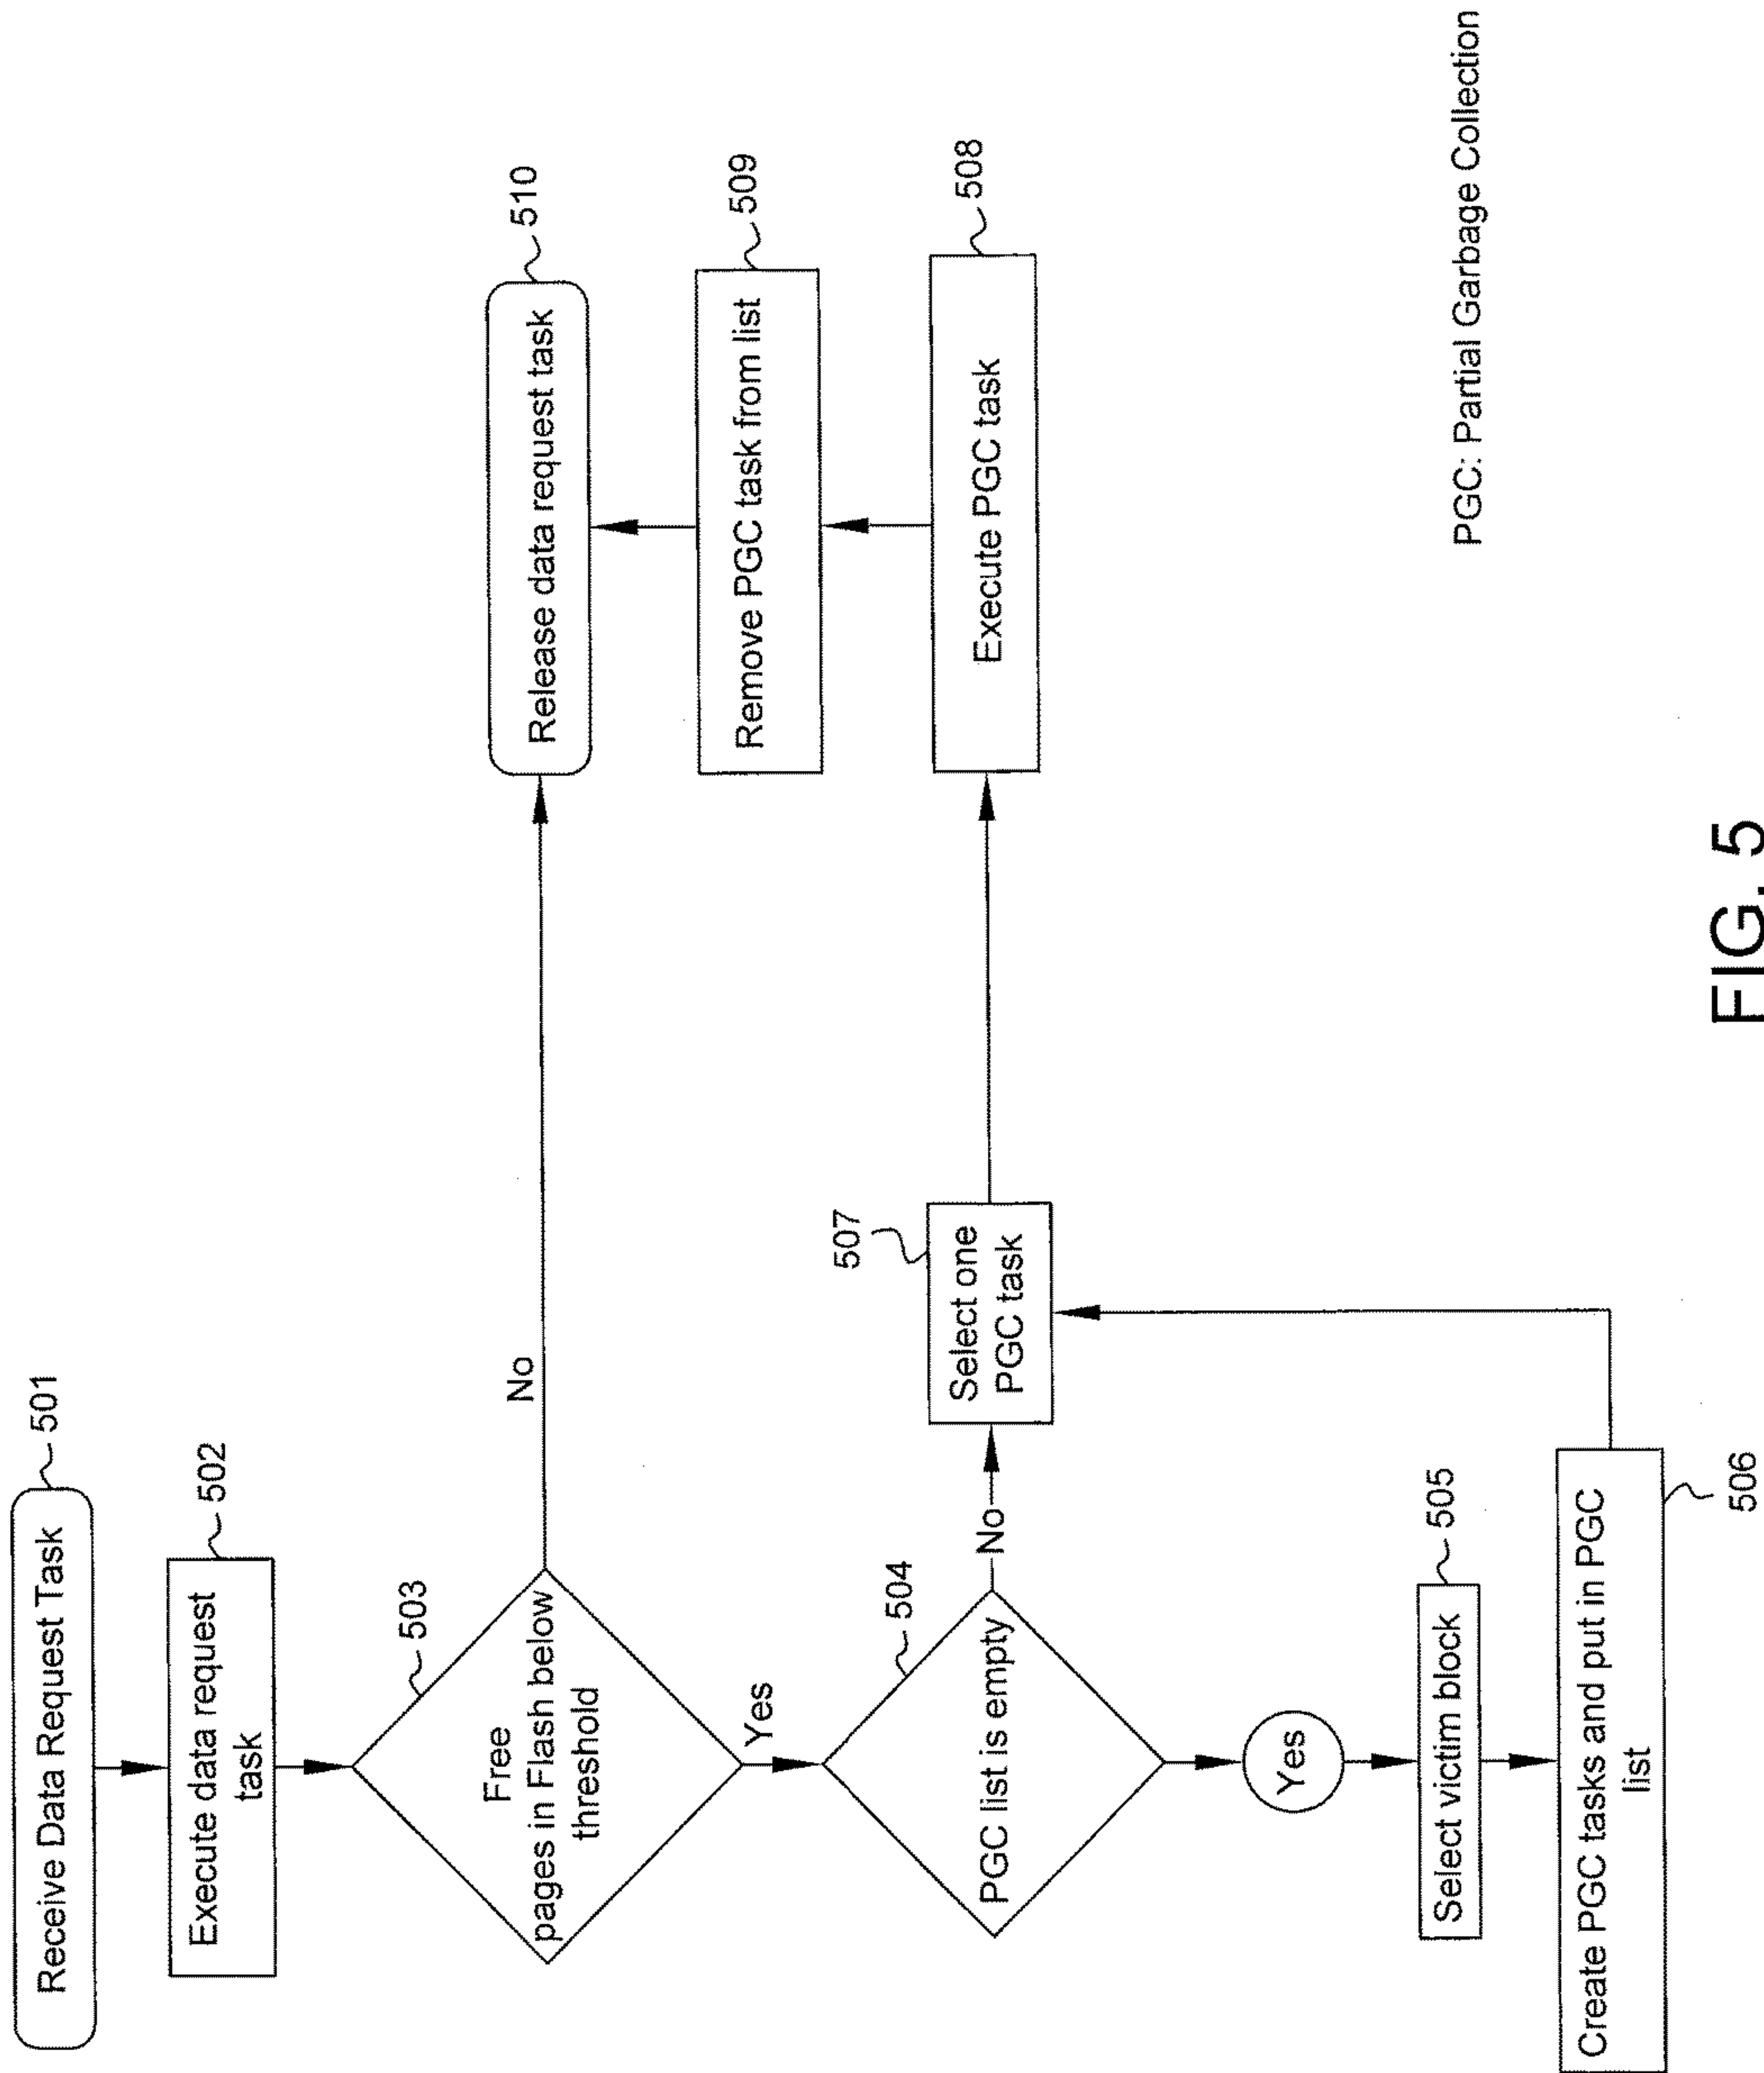 Receive Data Request Task
501
Execute data request
task
502
Free
pages in Flash below
threshold
503
No
Yes
PGC list is empty
504
No
Yes
Select victim block
505
Create PGC tasks and put in PGC
list
506
Select one
PGC task
507
Execute PGC task
508
Remove PGC task from list
509
Release data request task
510
PGC: Partial Garbage Collection
FIG. 5